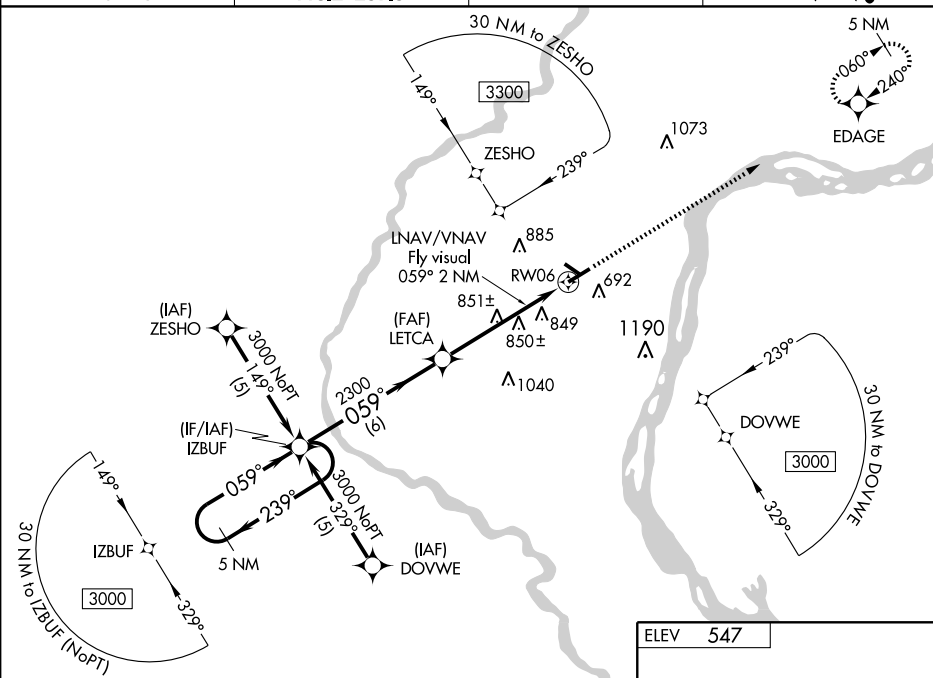 30 NM to ZESHO
5 NM
149°
3300
060°
240°
ZESHO
EDAGE
1073
239°
LNAV/VNAV
Fly visual
059° 2 NM
885
RW06
692
851±
849
850±
(FAF)
LETCA
1190
1040
(IAF)
ZESHO
3000 NoPT
149°
(5)
2300
059°
(6)
239°
30 NM to DOVWE
DOVWE
3000
329°
(IF/IAF)
IZBUF
059°
239°
3000 NoPT
329°
(5)
5 NM
(IAF)
DOVWE
149°
IZBUF
3000
329°
30 NM to IZBUF (NoPT)
ELEV 547